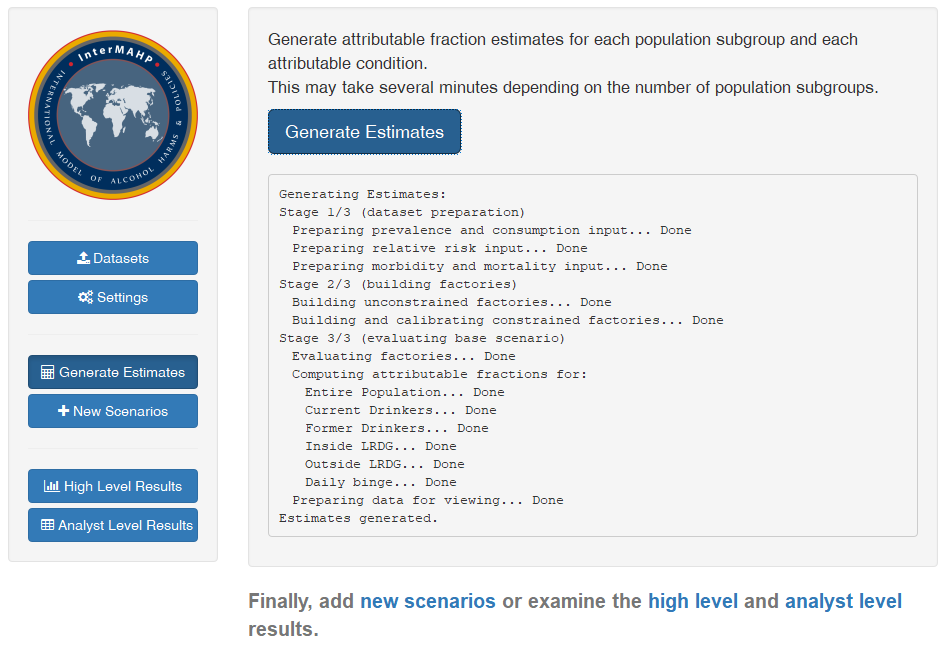 InterMAHP
INTERNATIONAL MODEL OF ALCOHOL HARMS & POLICIES
Datasets
Settings
Generate Estimates
New Scenarios
High Level Results
Analyst Level Results
Generate attributable fraction estimates for each population subgroup and each
attributable condition.
This may take several minutes depending on the number of population subgroups.
Generate Estimates
Generating Estimates:
Stage 1/3 (dataset preparation)
  Preparing prevalence and consumption input... Done
  Preparing relative risk input... Done
  Preparing morbidity and mortality input... Done
Stage 2/3 (building factories)
  Building unconstrained factories... Done
  Building and calibrating constrained factories... Done
Stage 3/3 (evaluating base scenario)
  Evaluating factories... Done
  Computing attributable fractions for:
    Entire Population... Done
    Current Drinkers... Done
    Former Drinkers... Done
    Inside LRDG... Done
    Outside LRDG... Done
    Daily binge... Done
  Preparing data for viewing... Done
Estimates generated.
Finally, add new scenarios or examine the high level and analyst level
results.